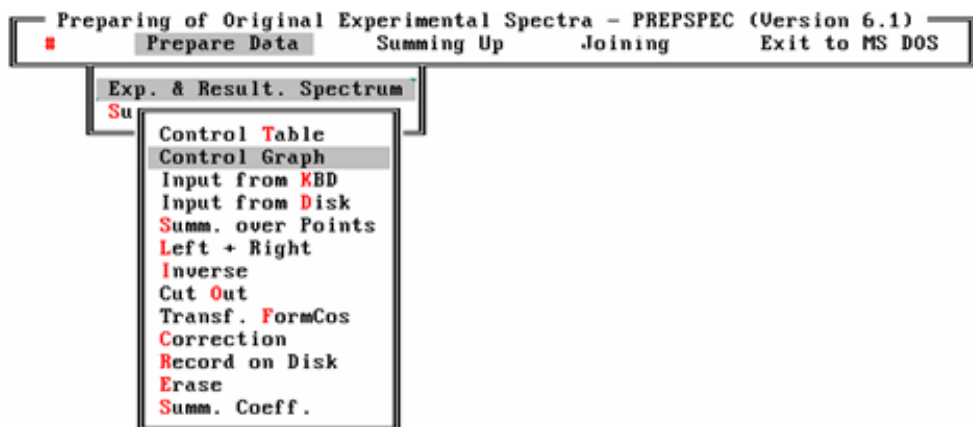 Preparing of Original Experimental Spectra - PREPSPEC (Version 6.1)
# Prepare Data Summing Up Joining Exit to MS DOS
Exp. & Result. Spectrum
Su
Control Table
Control Graph
Input from KBD
Input from Disk
Summ. over Points
Left + Right
Inverse
Cut Out
Transf. FormCos
Correction
Record on Disk
Erase
Summ. Coeff.